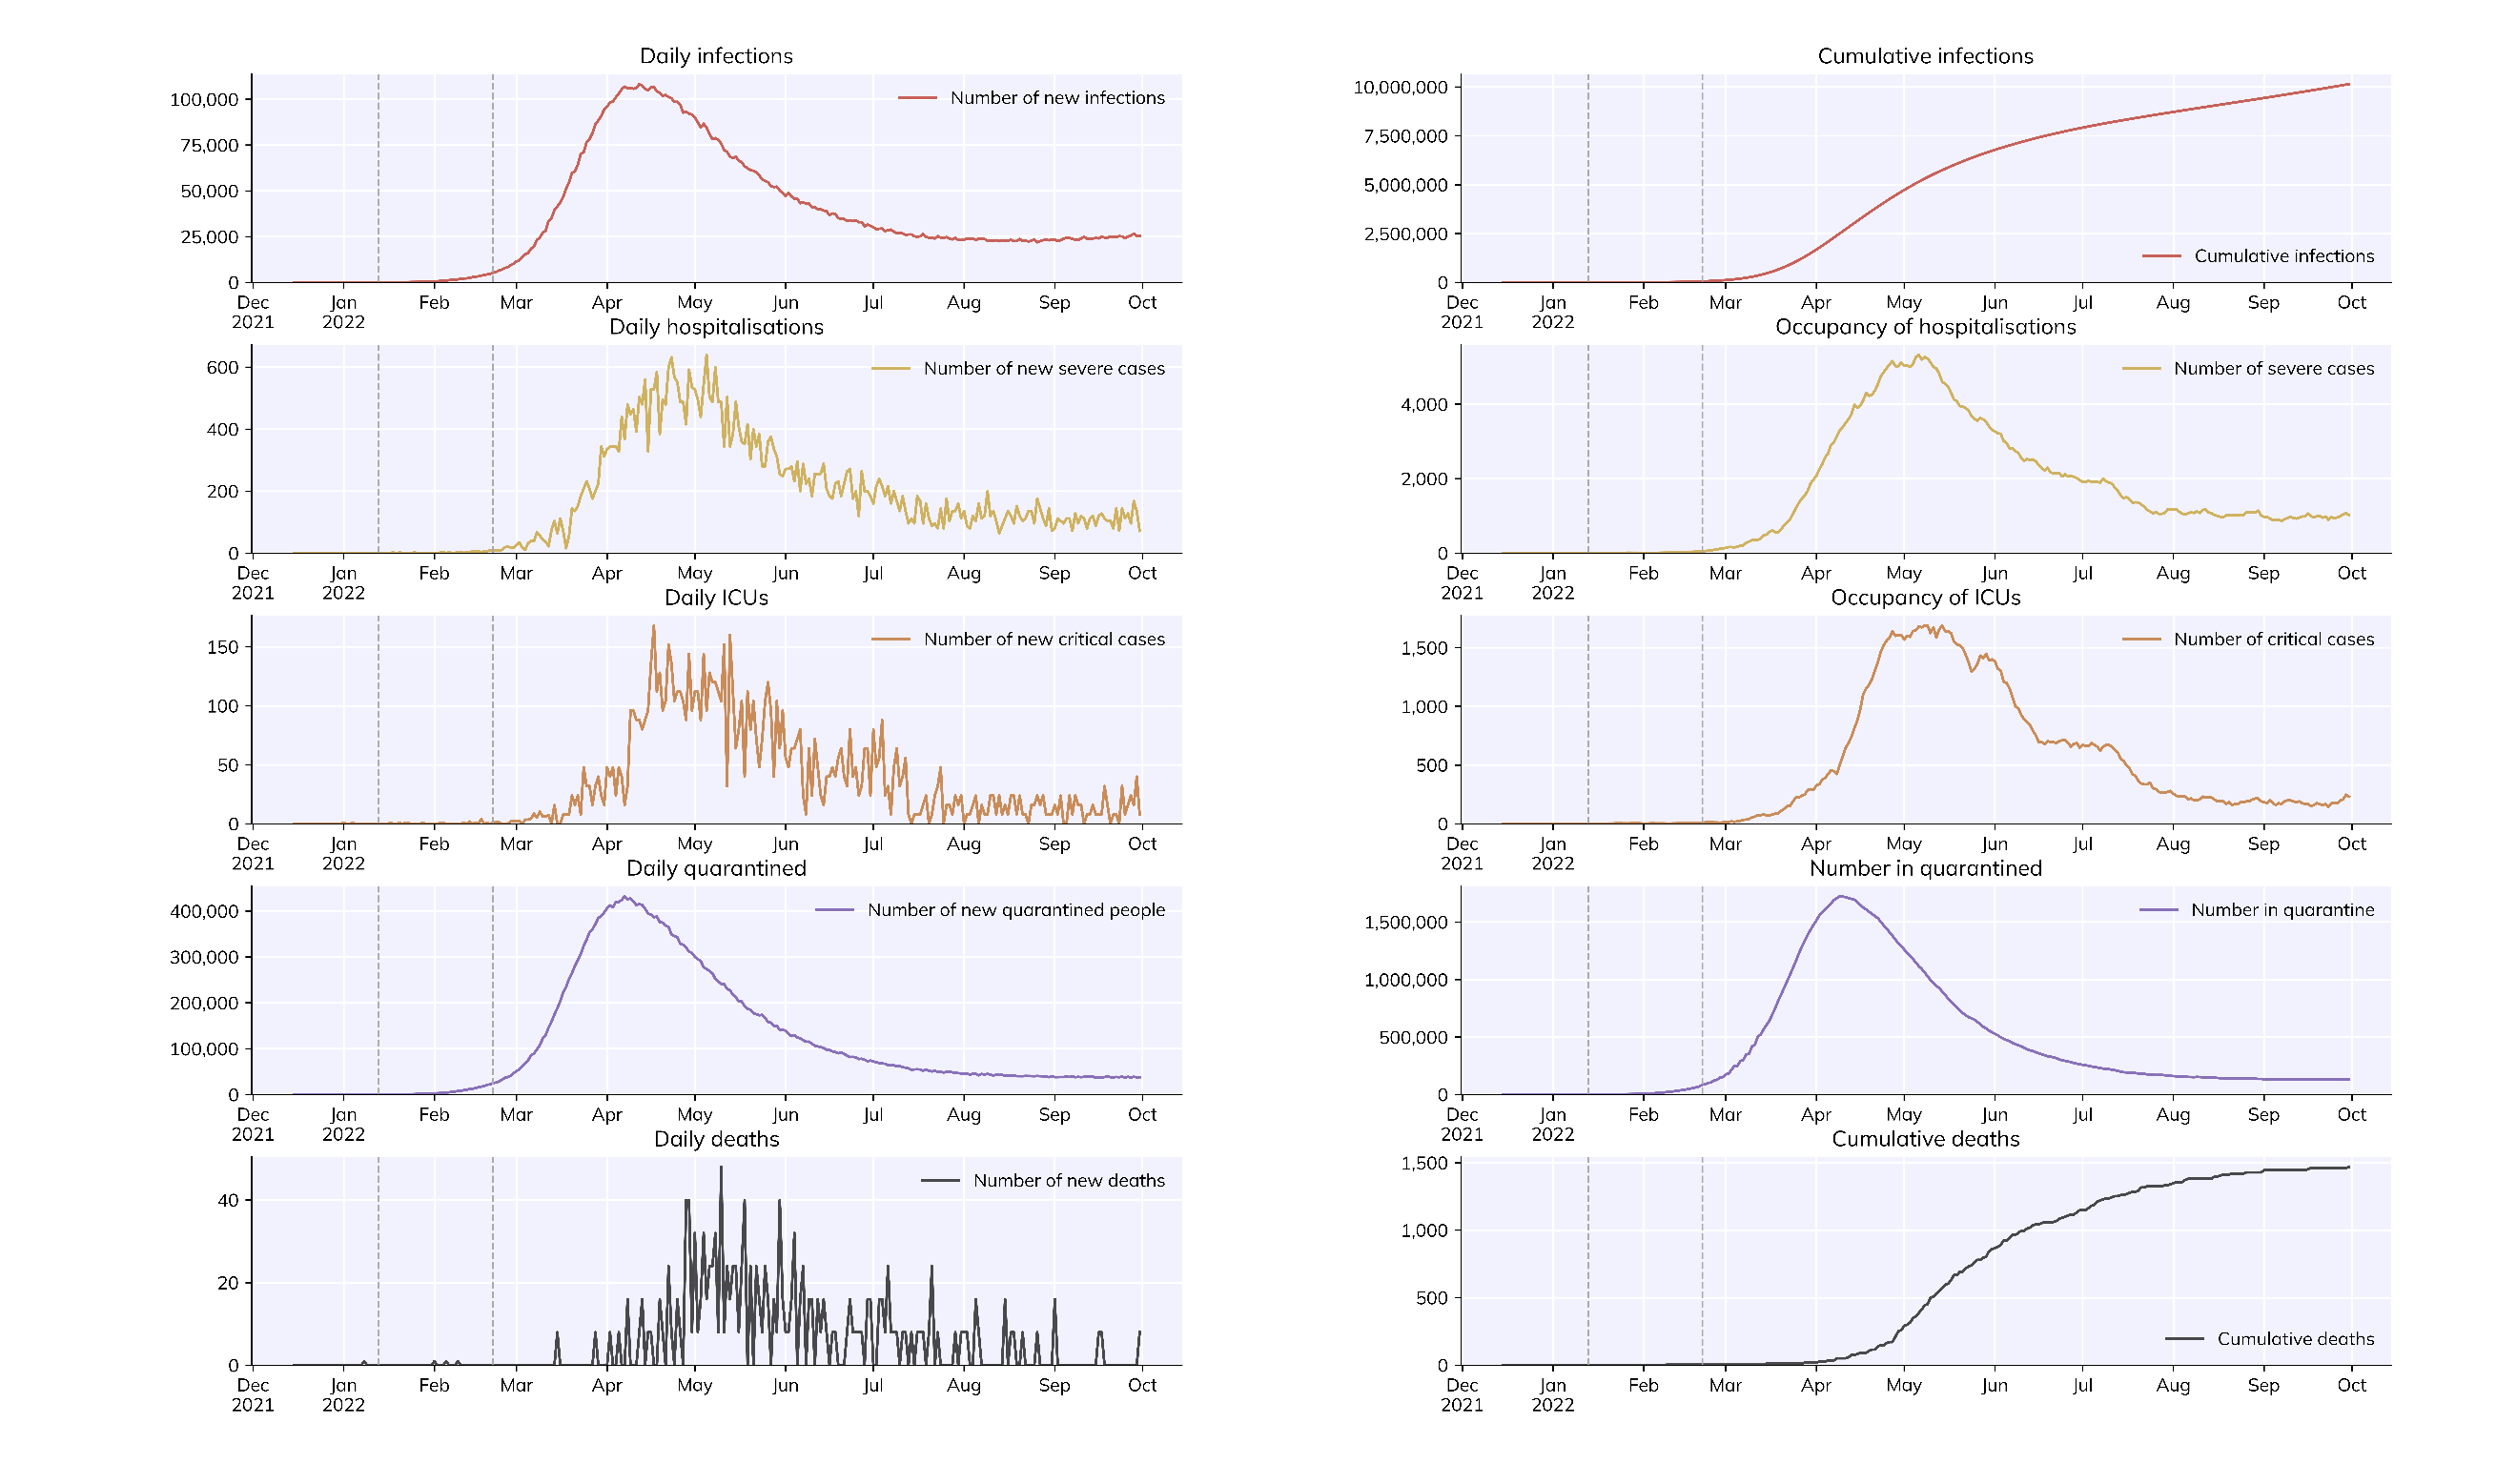 Daily infections
100,000
75,000
50,000
25,000
0
Number of new infections
Dec Jan Feb Mar Apr May Jun Jul Aug Sep Oct
2021 2022
Cumulative infections
10,000,000
7,500,000
5,000,000
2,500,000
0
Cumulative infections
Dec Jan Feb Mar Apr May Jun Jul Aug Sep Oct
2021 2022
Daily hospitalisations
600
400
200
0
Number of new severe cases
Dec Jan Feb Mar Apr May Jun Jul Aug Sep Oct
2021 2022
Occupancy of hospitalisations
4,000
2,000
0
Number of severe cases
Dec Jan Feb Mar Apr May Jun Jul Aug Sep Oct
2021 2022
Daily ICUs
150
100
50
0
Number of new critical cases
Dec Jan Feb Mar Apr May Jun Jul Aug Sep Oct
2021 2022
Occupancy of ICUs
1,500
1,000
500
0
Number of critical cases
Dec Jan Feb Mar Apr May Jun Jul Aug Sep Oct
2021 2022
Daily quarantined
400,000
300,000
200,000
100,000
0
Number of new quarantined people
Dec Jan Feb Mar Apr May Jun Jul Aug Sep Oct
2021 2022
Number in quarantined
1,500,000
1,000,000
500,000
0
Number in quarantine
Dec Jan Feb Mar Apr May Jun Jul Aug Sep Oct
2021 2022
Daily deaths
40
20
0
Number of new deaths
Dec Jan Feb Mar Apr May Jun Jul Aug Sep Oct
2021 2022
Cumulative deaths
1,500
1,000
500
0
Cumulative deaths
Dec Jan Feb Mar Apr May Jun Jul Aug Sep Oct
2021 2022